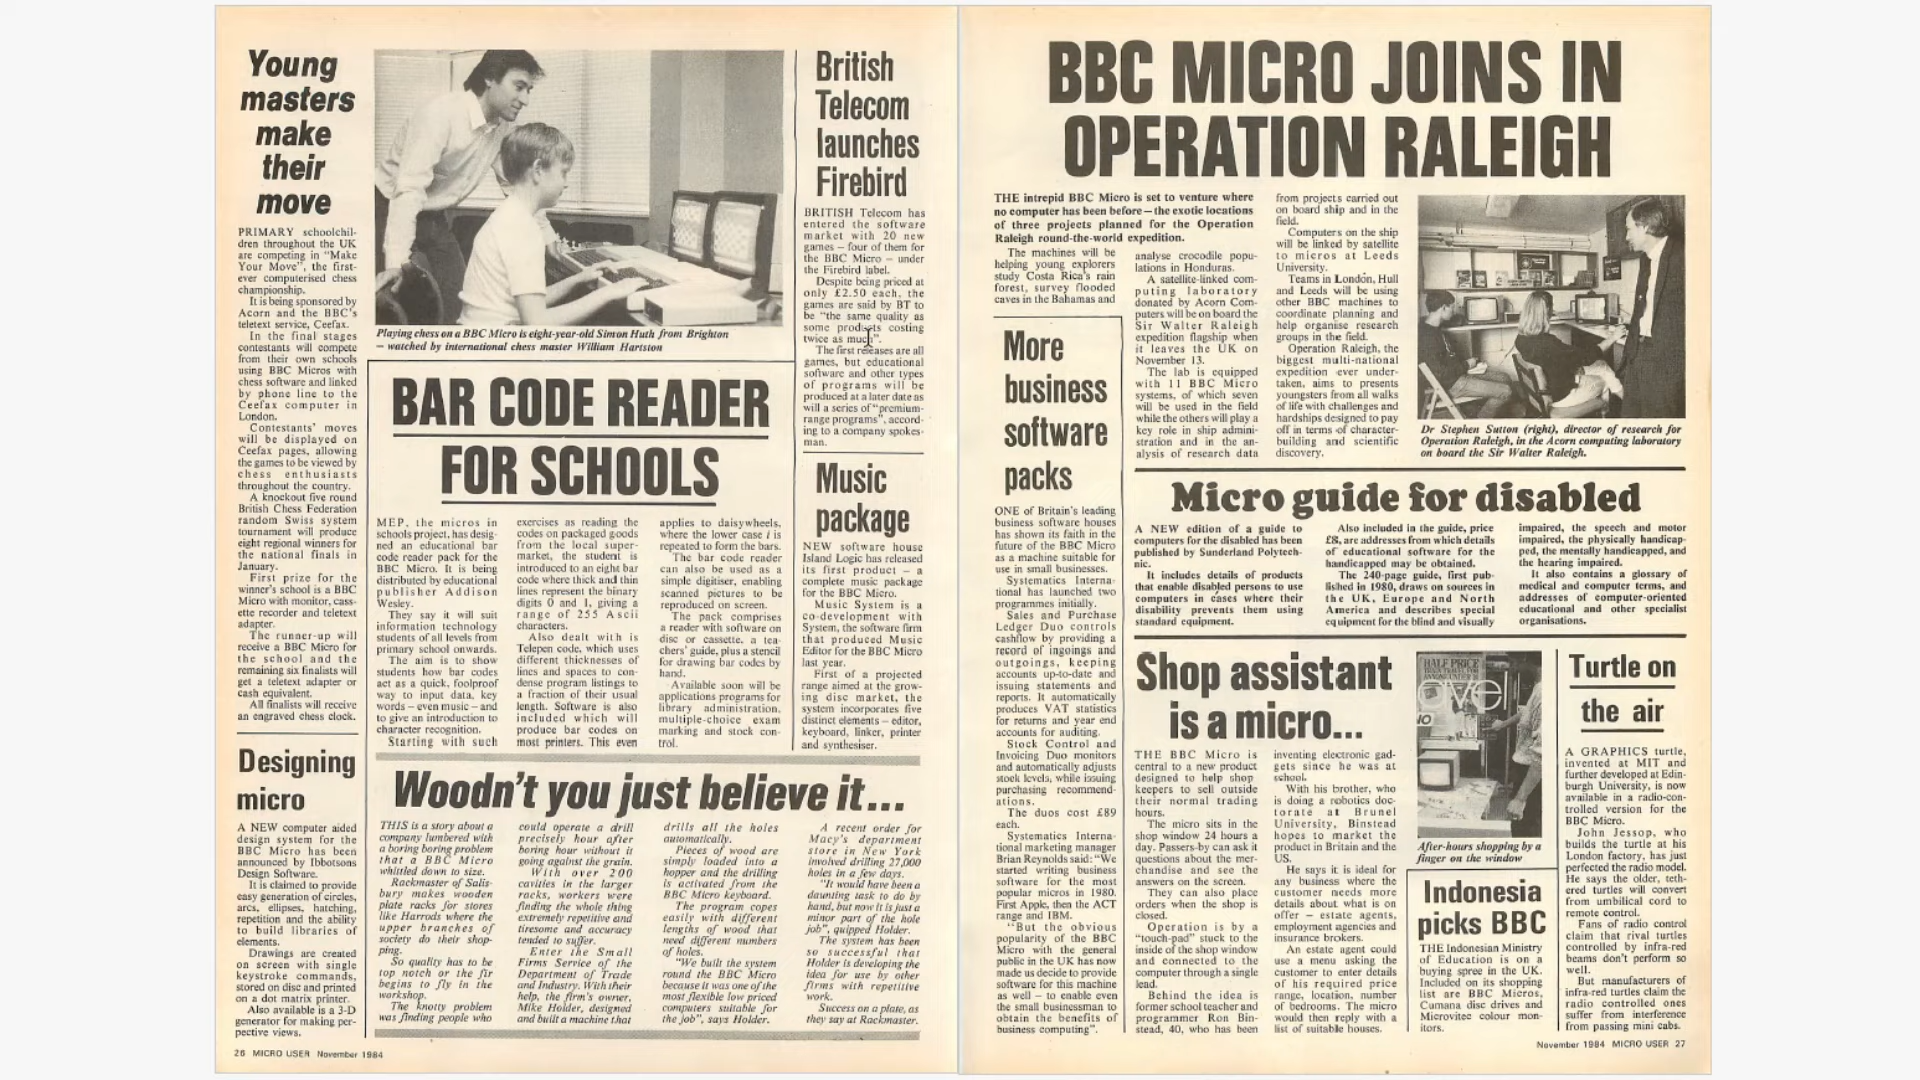 Young
masters
make
their
move
PRIMARY schoolchil-
dren throughout the UK
are competing in "Make
Your Move", the first-
ever computerised chess
championship.
It is being sponsored by
Acorn and the BBC's
teletext service, Ceefax.
In the final stages
contestants will compete
from their own schools
using BBC Micros with
chess software and linked
by phone line to the
Ceefax computer in
London.
Contestants' moves
will be displayed on
Ceefax pages, allowing
the games to be viewed by
chess enthusiasts
throughout the country.
A knockout five round
British Chess Federation
random Swiss system
tournament will produce
eight regional winners for
the national finals in
January.
First prize for the
winner's school is a BBC
Micro with monitor, cass-
ette recorder and teletext
adapter.
The runner-up will
receive a BBC Micro for
the school and the
remaining six finalists will
get a teletext adapter or
cash equivalent.
All finalists will receive
an engraved chess clock.
Designing
micro
A NEW computer aided
design system for the
BBC Micro has been
announced by Ibbotsons
Design Software.
It is claimed to provide
easy generation of circles,
arcs, ellipses, hatching,
repetition and the ability
to build libraries of
elements.
Drawings are created
on screen with single
keystroke commands,
stored on disc and printed
on a dot matrix printer.
Also available is a 3-D
generator for making per-
pective views.
Playing chess on a BBC Micro is eight-year-old Simon Huth from Brighton
– watched by international chess master William Hartston
BAR CODE READER
FOR SCHOOLS
MEP, the micros in
schools project, has desig-
ned an educational bar
code reader pack for the
BBC Micro. It is being
distributed by educational
publisher Addison
Wesley.
They say it will suit
information technology
students of all levels from
primary school onwards.
The aim is to show
students how bar codes
act as a quick, foolproof
way to input data, key
words – even music – and
to give an introduction to
character recognition.
Starting with such
exercises as reading the
codes on packaged goods
from the local super-
market, the student is
introduced to an eight bar
code where thick and thin
lines represent the binary
digits 0 and 1, giving a
range of 255 Ascii
characters.
Also dealt with is
Telepen code, which uses
different thicknesses of
lines and spaces to con-
dense program listings to
a fraction of their usual
length. Software is also
included which will
produce bar codes on
most printers. This even
applies to daisywheels,
where the lower case i is
repeated to form the bars.
The bar code reader
can also be used as a
simple digitiser, enabling
scanned pictures to be
reproduced on screen.
The pack comprises
a reader with software on
disc or cassette, a tea-
chers' guide, plus a stencil
for drawing bar codes by
hand.
Available soon will be
applications programs for
library administration,
multiple-choice exam
marking and stock con-
trol.
British
Telecom
launches
Firebird
BRITISH Telecom has
entered the software
market with 20 new
games – four of them for
the BBC Micro – under
the Firebird label.
Despite being priced at
only £2.50 each, the
games are said by BT to
be "the same quality as
some products costing
twice as much".
The first releases are all
games, but educational
software and other types
of programs will be
produced at a later date as
will a series of "premium-
range programs", accord-
ing to a company spokes-
man.
Music
package
NEW software house
Island Logic has released
its first product – a
complete music package
for the BBC Micro.
Music System is a
co-development with
System, the software firm
that produced Music
Editor for the BBC Micro
last year.
First of a projected
range aimed at the grow-
ing disc market, the
system incorporates five
distinct elements – editor,
keyboard, linker, printer
and synthesiser.
Woodn't you just believe it...
THIS is a story about a
company lumbered with
a boring boring problem
that a BBC Micro
whittled down to size.
Rackmaster of Salis-
bury makes wooden
plate racks for stores
like Harrods where the
upper branches of
society do their shop-
ping.
So quality has to be
top notch or the fir
begins to fly in the
workshop.
The knotty problem
was finding people who
could operate a drill
precisely hour after
boring hour without it
going against the grain.
With over 200
cavities in the larger
racks, workers were
finding the whole thing
extremely repetitive and
tiresome and accuracy
tended to suffer.
Enter the Small
Firms Service of the
Department of Trade
and Industry. With their
help, the firm's owner,
Mike Holder, designed
and built a machine that
drills all the holes
automatically.
Pieces of wood are
simply loaded into a
hopper and the drilling
is activated from the
BBC Micro keyboard.
The program copes
easily with different
lengths of wood that
need different numbers
of holes.
"We built the system
round the BBC Micro
because it was one of the
most flexible low priced
computers suitable for
the job", says Holder.
A recent order for
Macy's department
store in New York
involved drilling 27,000
holes in a few days.
"It would have been a
daunting task to do by
hand, but now it is just a
minor part of the hole
job", quipped Holder.
The system has been
so successful that
Holder is developing the
idea for use by other
firms with repetitive
work.
Success on a plate, as
they say at Rackmaster.
26 MICRO USER November 1984
BBC MICRO JOINS IN
OPERATION RALEIGH
THE intrepid BBC Micro is set to venture where
no computer has been before – the exotic locations
of three projects planned for the Operation
Raleigh round-the-world expedition.
The machines will be
helping young explorers
study Costa Rica's rain
forest, survey flooded
caves in the Bahamas and
analyse crocodile popu-
lations in Honduras.
A satellite-linked com-
puting laboratory
donated by Acorn Com-
puters will be on board the
Sir Walter Raleigh
expedition flagship when
it leaves the UK on
November 13.
The lab is equipped
with 11 BBC Micro
systems, of which seven
will be used in the field
while the others will play a
key role in ship admini-
stration and in the an-
alysis of research data
from projects carried out
on board ship and in the
field.
Computers on the ship
will be linked by satellite
to micros at Leeds
University.
Teams in London, Hull
and Leeds will be using
other BBC machines to
coordinate planning and
help organise research
groups in the field.
Operation Raleigh, the
biggest multi-national
expedition ever under-
taken, aims to presents
youngsters from all walks
of life with challenges and
hardships designed to pay
off in terms of character-
building and scientific
discovery.
Dr Stephen Sutton (right), director of research for
Operation Raleigh, in the Acorn computing laboratory
on board the Sir Walter Raleigh.
More
business
software
packs
ONE of Britain's leading
business software houses
has shown its faith in the
future of the BBC Micro
as a machine suitable for
use in small businesses.
Systematics Interna-
tional has launched two
programmes initially.
Sales and Purchase
Ledger Duo controls
cashflow by providing a
record of ingoings and
outgoings, keeping
accounts up-to-date and
issuing statements and
reports. It automatically
produces VAT statistics
for returns and year end
accounts for auditing.
Stock Control and
Invoicing Duo monitors
and automatically adjusts
stock levels, while issuing
purchasing recommend-
ations.
The duos cost £89
each.
Systematics Interna-
tional marketing manager
Brian Reynolds said: "We
started writing business
software for the most
popular micros in 1980.
First Apple, then the ACT
range and IBM.
"But the obvious
popularity of the BBC
Micro with the general
public in the UK has now
made us decide to provide
software for this machine
as well – to enable even
the small businessman to
obtain the benefits of
business computing".
Micro guide for disabled
A NEW edition of a guide to
computers for the disabled has been
published by Sunderland Polytech-
nic.
It includes details of products
that enable disabled persons to use
computers in cases where their
disability prevents them using
standard equipment.
Also included in the guide, price
£8, are addresses from which details
of educational software for the
handicapped may be obtained.
The 240-page guide, first pub-
lished in 1980, draws on sources in
the UK, Europe and North
America and describes special
equipment for the blind and visually
impaired, the speech and motor
impaired, the physically handicap-
ped, the mentally handicapped, and
the hearing impaired.
It also contains a glossary of
medical and computer terms, and
addresses of computer-oriented
educational and other specialist
organisations.
Shop assistant
is a micro...
THE BBC Micro is
central to a new product
designed to help shop
keepers to sell outside
their normal trading
hours.
The micro sits in the
shop window 24 hours a
day. Passers-by can ask it
questions about the mer-
chandise and see the
answers on the screen.
They can also place
orders when the shop is
closed.
Operation is by a
"touch-pad" stuck to the
inside of the shop window
and connected to the
computer through a single
lead.
Behind the idea is
former school teacher and
programmer Ron Bin-
stead, 40, who has been
inventing electronic gad-
gets since he was at
school.
With his brother, who
is doing a robotics doc-
torate at Brunel
University, Binstead
hopes to market the
product in Britain and the
US.
He says it is ideal for
any business where the
customer needs more
details about what is on
offer – estate agents,
employment agencies and
insurance brokers.
An estate agent could
use a menu asking the
customer to enter details
of his required price
range, location, number
of bedrooms. The micro
would then reply with a
list of suitable houses.
HALF PRICE
After-hours shopping by a
finger on the window
Indonesia
picks BBC
THE Indonesian Ministry
of Education is on a
buying spree in the UK.
Included on its shopping
list are BBC Micros,
Cumana disc drives and
Microvitec colour mon-
itors.
Turtle on
the air
A GRAPHICS turtle,
invented at MIT and
further developed at Edin-
burgh University, is now
available in a radio-con-
trolled version for the
BBC Micro.
John Jessop, who
builds the turtle at his
London factory, has just
perfected the radio model.
He says the older, teth-
ered turtles will convert
from umbilical cord to
remote control.
Fans of radio control
claim that rival turtles
controlled by infra-red
beams don't perform so
well.
But manufacturers of
infra-red turtles claim the
radio controlled ones
suffer from interference
from passing mini cabs.
November 1984 MICRO USER 27